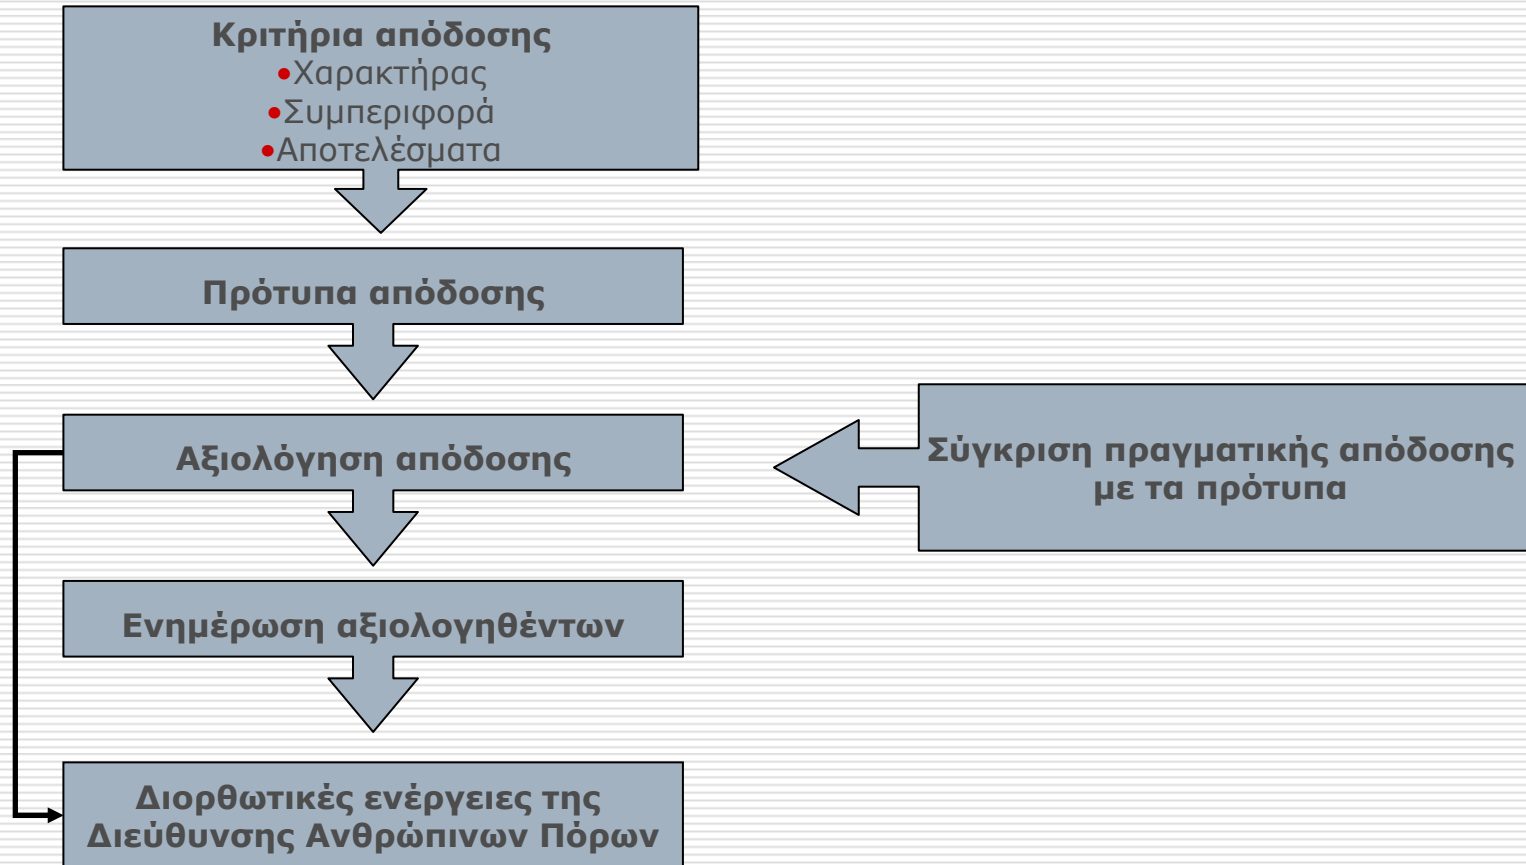 Κριτήρια απόδοσης
•Χαρακτήρας
•Συμπεριφορά
•Αποτελέσματα
Πρότυπα απόδοσης
Αξιολόγηση απόδοσης
Σύγκριση πραγματικής απόδοσης
με τα πρότυπα
Ενημέρωση αξιολογηθέντων
Διορθωτικές ενέργειες της
Διεύθυνσης Ανθρώπινων Πόρων